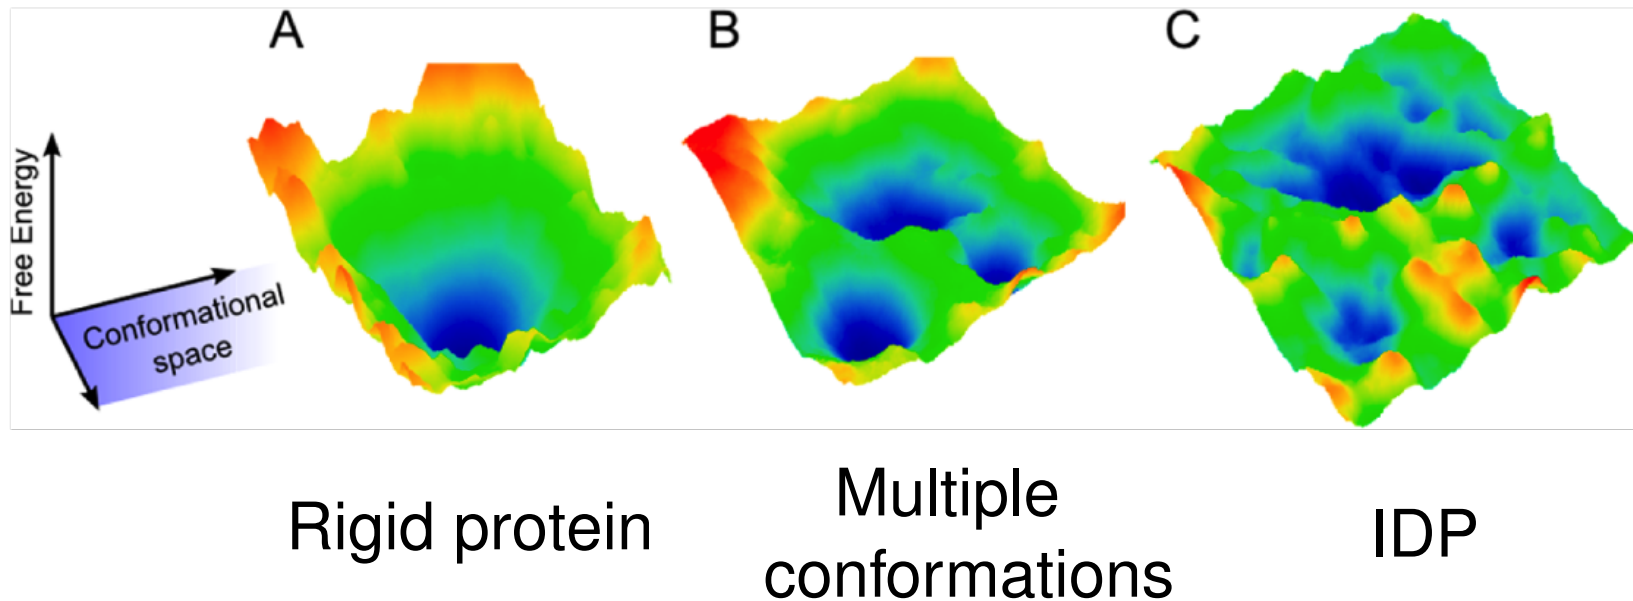 A
B
C
Free Energy
Conformational
space
Rigid protein
Multiple
conformations
IDP